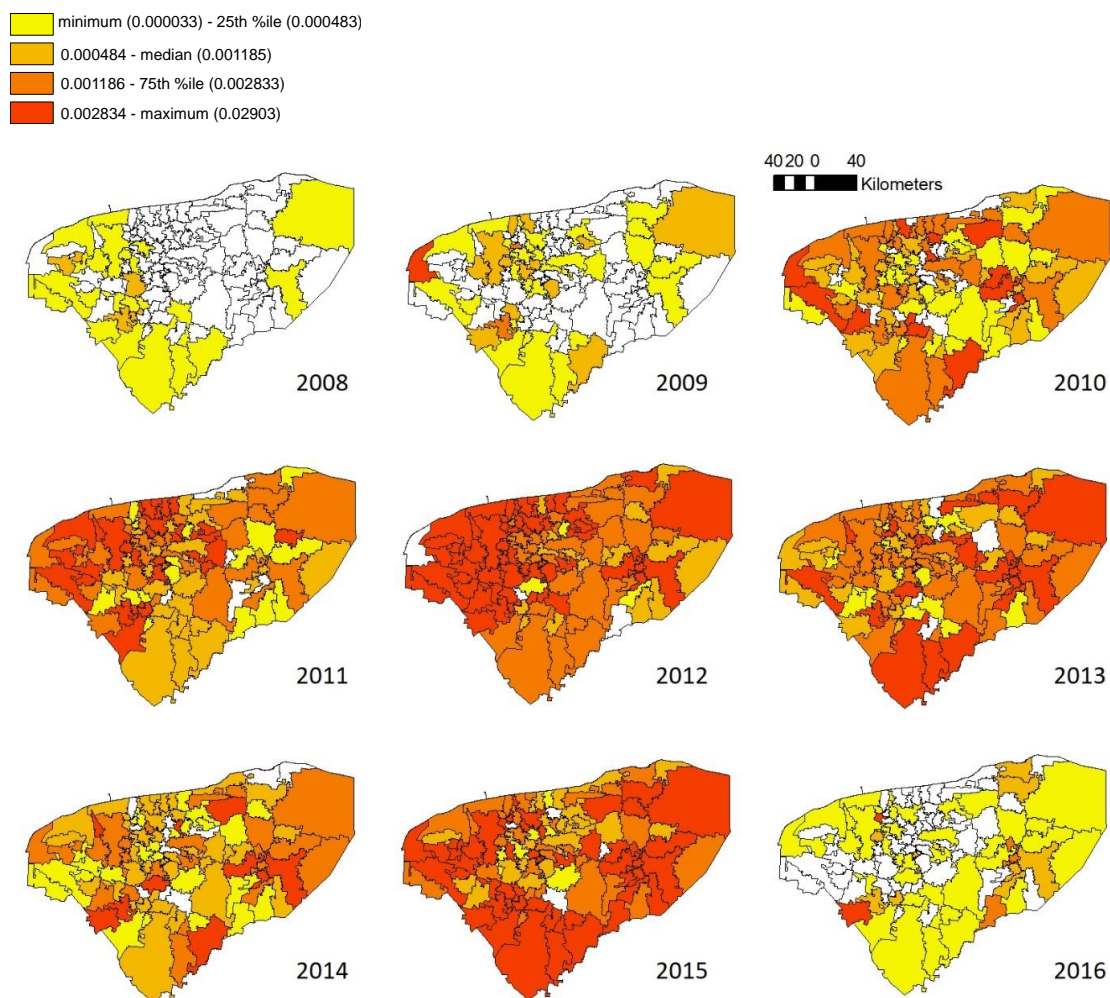 minimum (0.000033) - 25th %ile (0.000483)
0.000484 - median (0.001185)
0.001186 - 75th %ile (0.002833)
0.002834 - maximum (0.02903)
40 20 0 40
Kilometers
2008
2009
2010
2011
2012
2013
2014
2015
2016